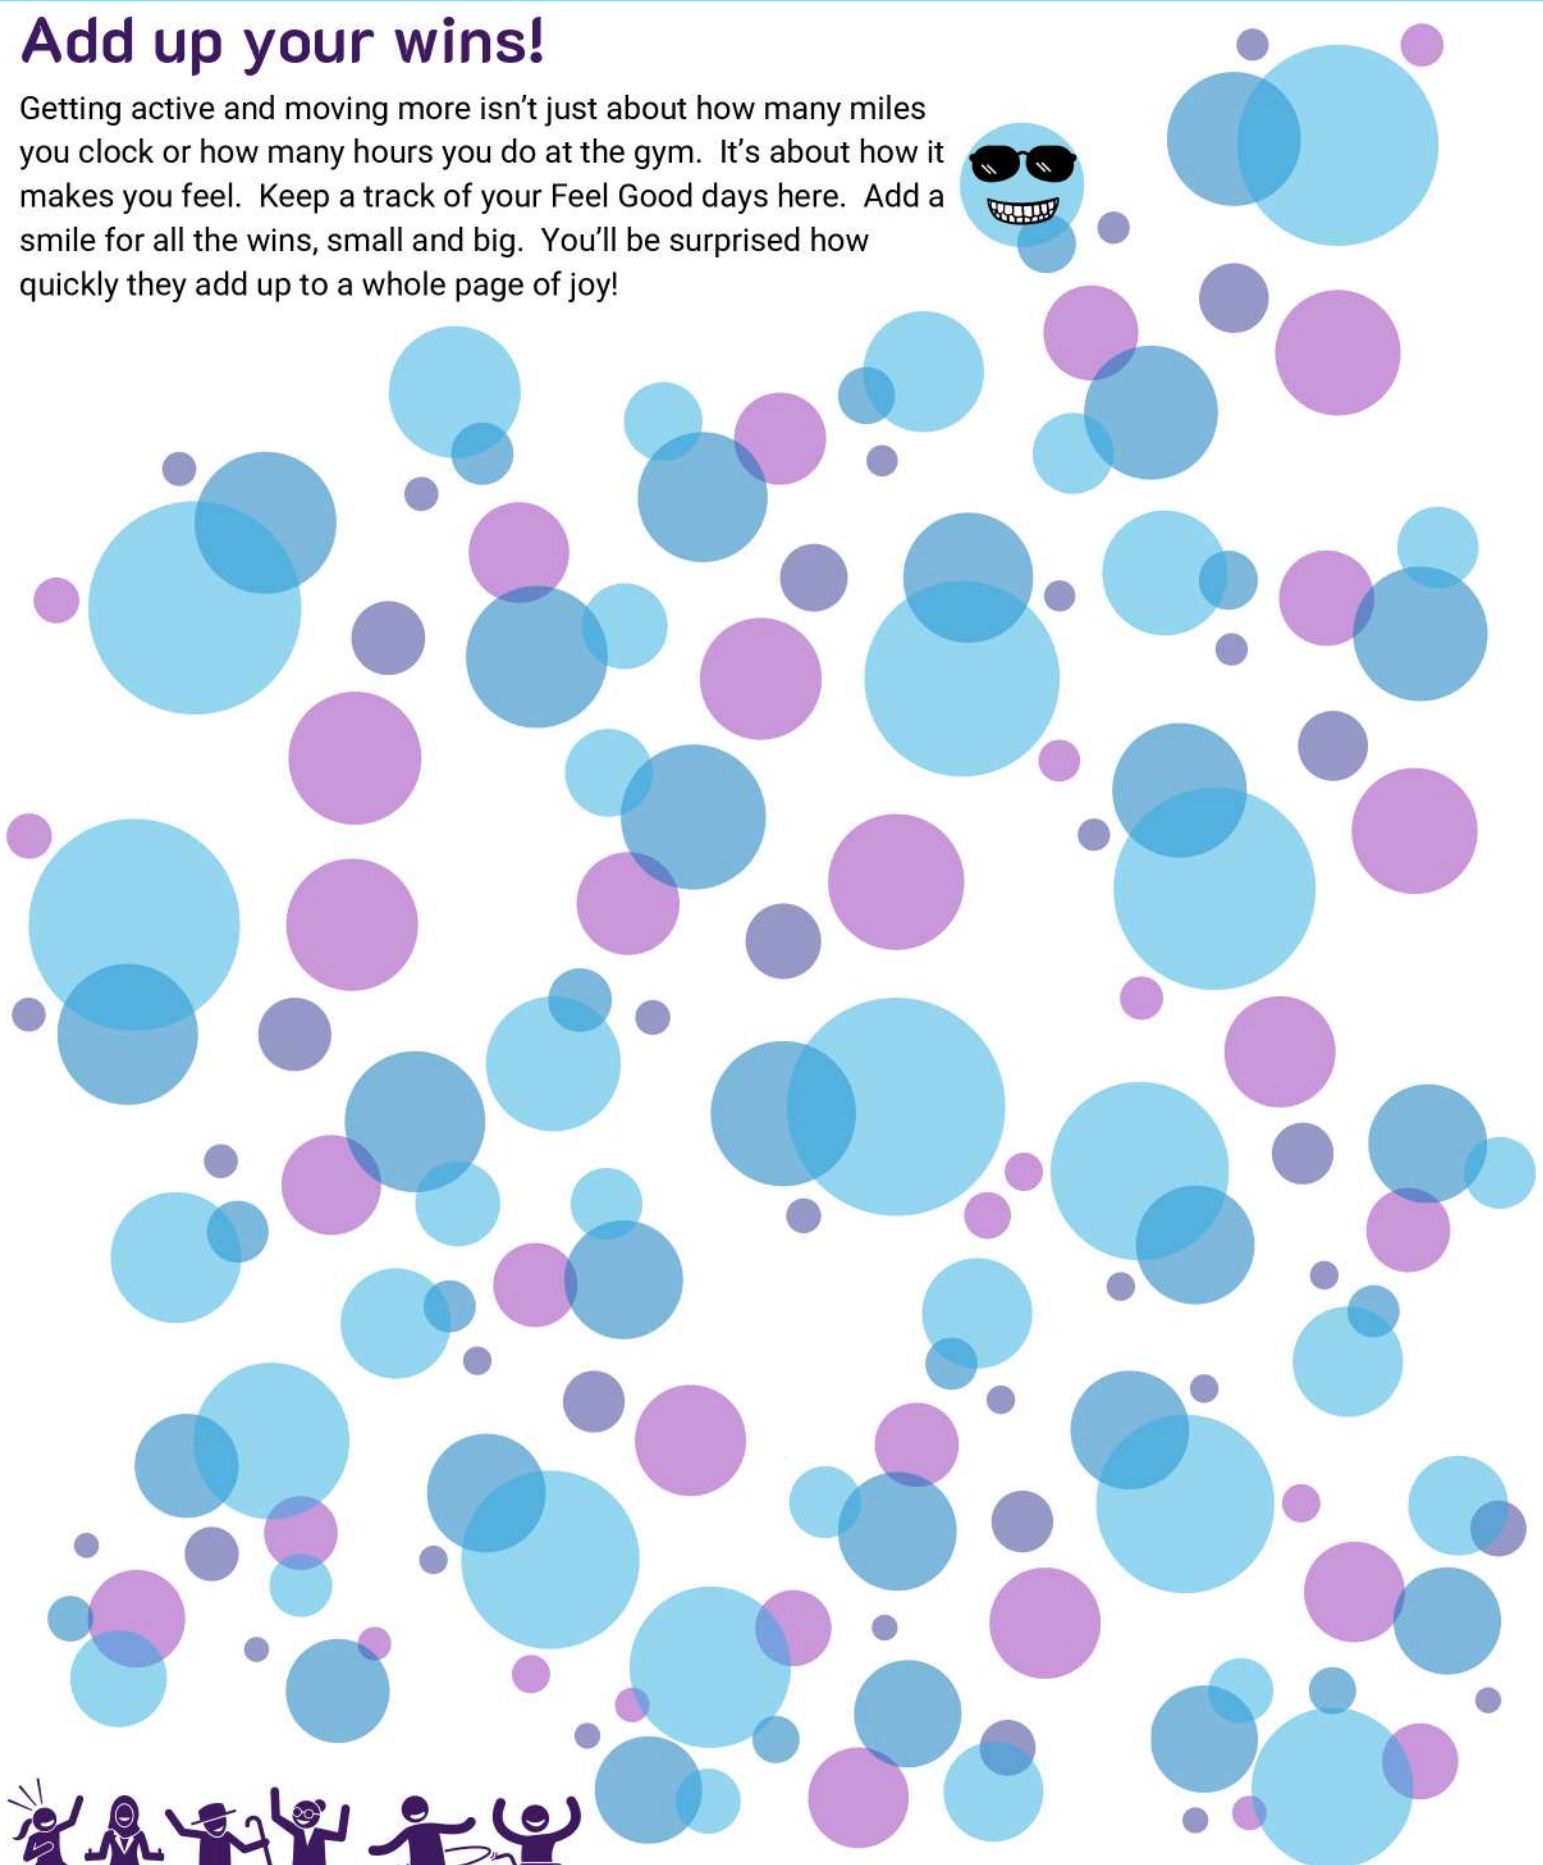 Add up your wins!
Getting active and moving more isn’t just about how many miles
you clock or how many hours you do at the gym.  It’s about how it
makes you feel.  Keep a track of your Feel Good days here.  Add a
smile for all the wins, small and big.  You’ll be surprised how
quickly they add up to a whole page of joy!